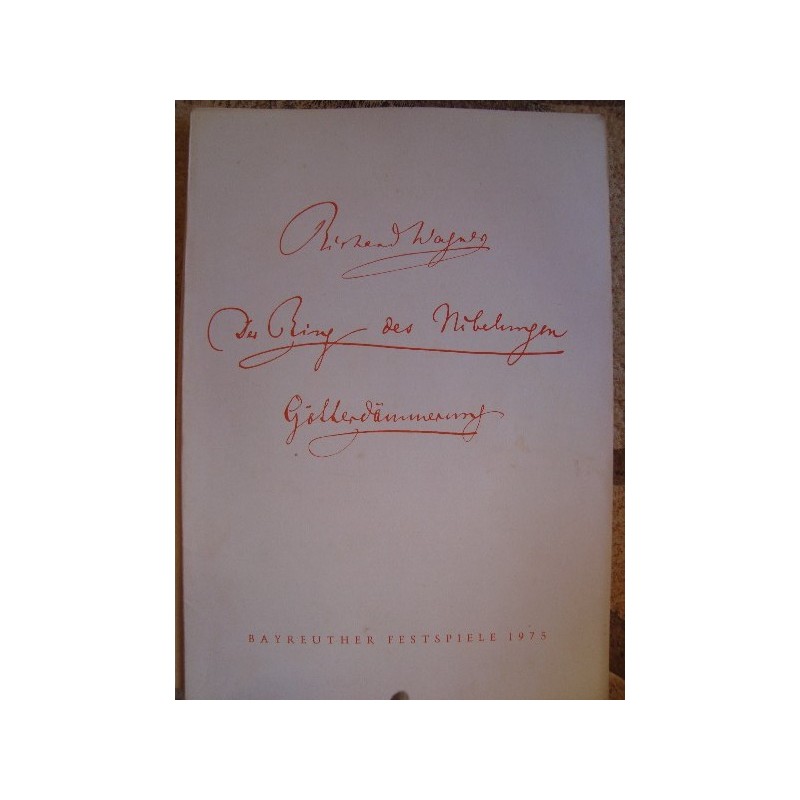 Richard Wagner
Der Ring des Nibelungen
Götterdämmerung
BAYREUTHER FESTSPIELE 1975